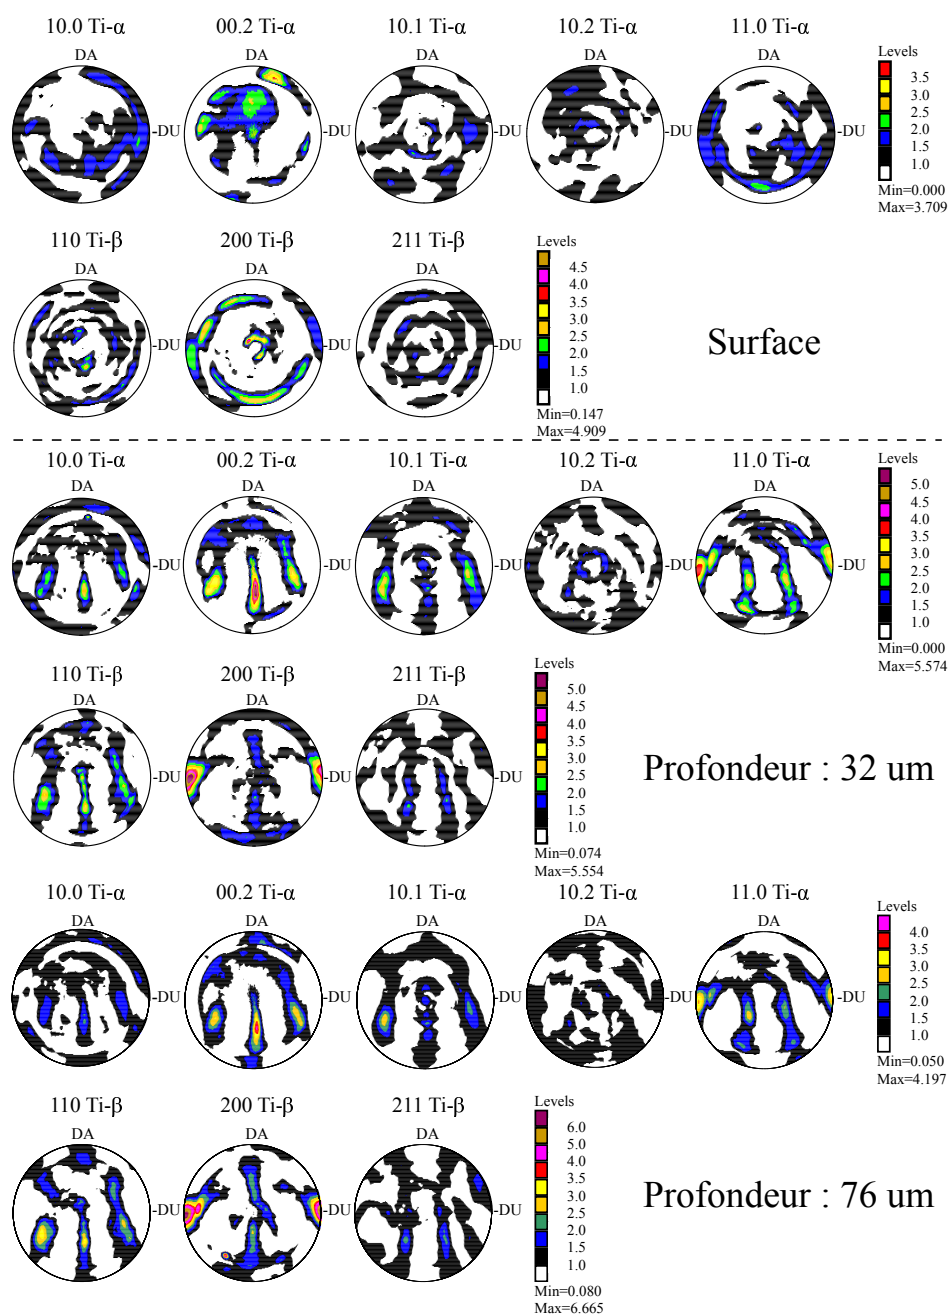 10.0 Ti-α 00.2 Ti-α 10.1 Ti-α 10.2 Ti-α 11.0 Ti-α
DA DA DA DA DA
-DU -DU -DU -DU -DU
Levels
3.5
3.0
2.5
2.0
1.5
1.0
Min=0.000
Max=3.709
110 Ti-β 200 Ti-β 211 Ti-β
DA DA DA
-DU -DU -DU
Levels
4.5
4.0
3.5
3.0
2.5
2.0
1.5
1.0
Min=0.147
Max=4.909
Surface
10.0 Ti-α 00.2 Ti-α 10.1 Ti-α 10.2 Ti-α 11.0 Ti-α
DA DA DA DA DA
-DU -DU -DU -DU -DU
Levels
5.0
4.5
4.0
3.5
3.0
2.5
2.0
1.5
1.0
Min=0.000
Max=5.574
110 Ti-β 200 Ti-β 211 Ti-β
DA DA DA
-DU -DU -DU
Levels
5.0
4.5
4.0
3.5
3.0
2.5
2.0
1.5
1.0
Min=0.074
Max=5.554
Profondeur : 32 um
10.0 Ti-α 00.2 Ti-α 10.1 Ti-α 10.2 Ti-α 11.0 Ti-α
DA DA DA DA DA
-DU -DU -DU -DU -DU
Levels
4.0
3.5
3.0
2.5
2.0
1.5
1.0
Min=0.050
Max=4.197
110 Ti-β 200 Ti-β 211 Ti-β
DA DA DA
-DU -DU -DU
Levels
6.0
5.0
4.0
3.5
3.0
2.5
2.0
1.5
1.0
Min=0.080
Max=6.665
Profondeur : 76 um